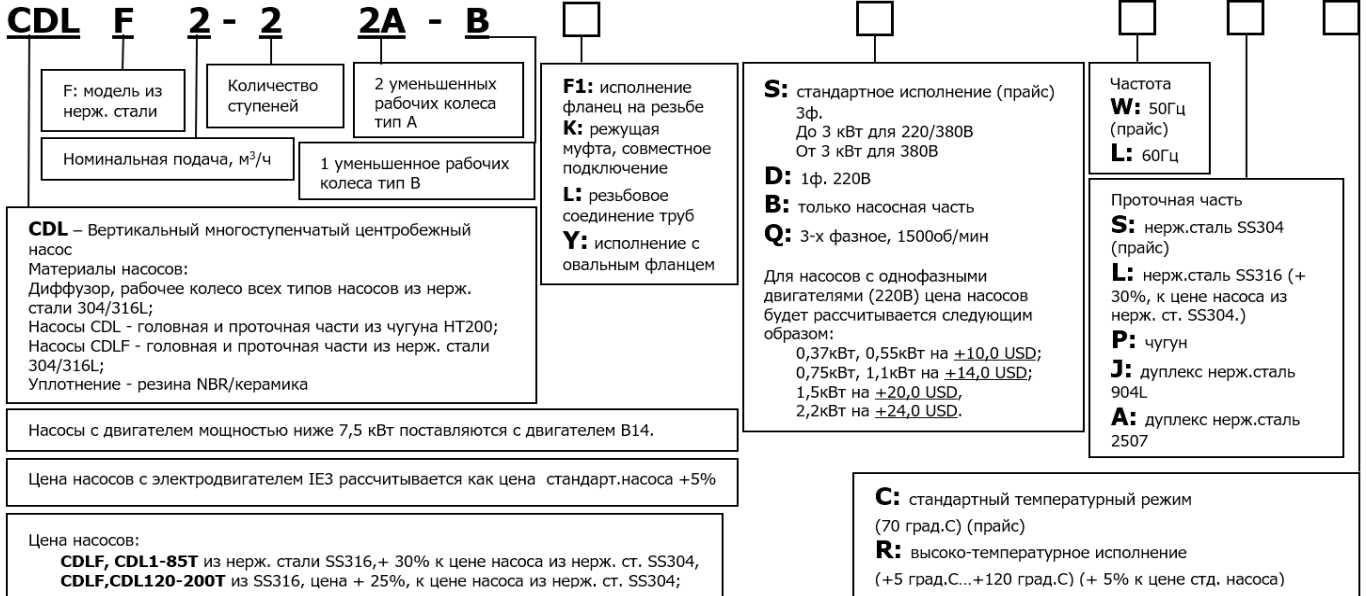 CDL F 2 - 2 2A - B
F: модель из
нерж. стали
Количество
ступеней
2 уменьшенных
рабочих колеса
тип А
Номинальная подача, м³/ч
1 уменьшенное рабочих
колеса тип В
CDL – Вертикальный многоступенчатый центробежный
насос
Материалы насосов:
Диффузор, рабочее колесо всех типов насосов из нерж.
стали 304/316L;
Насосы CDL - головная и проточная части из чугуна HT200;
Насосы CDLF - головная и проточная части из нерж. стали
304/316L;
Уплотнение - резина NBR/керамика
F1: исполнение
фланец на резьбе
K: режущая
муфта, совместное
подключение
L: резьбовое
соединение труб
Y: исполнение с
овальным фланцем
S: стандартное исполнение (прайс)
3ф.
До 3 кВт для 220/380В
От 3 кВт для 380В
D: 1ф. 220В
B: только насосная часть
Q: 3-х фазное, 1500об/мин
Для насосов с однофазными
двигателями (220В) цена насосов
будет рассчитывается следующим
образом:
0,37кВт, 0,55кВт на +10,0 USD;
0,75кВт, 1,1кВт на +14,0 USD;
1,5кВт на +20,0 USD,
2,2кВт на +24,0 USD.
Частота
W: 50Гц
(прайс)
L: 60Гц
Проточная часть
S: нерж.сталь SS304
(прайс)
L: нерж.сталь SS316 (+
30%, к цене насоса из
нерж. ст. SS304.)
P: чугун
J: дуплекс нерж.сталь
904L
A: дуплекс нерж.сталь
2507
Насосы с двигателем мощностью ниже 7,5 кВт поставляются с двигателем В14.
Цена насосов с электродвигателем IE3 рассчитывается как цена стандарт.насоса +5%
Цена насосов:
CDLF, CDL1-85T из нерж. стали SS316,+ 30% к цене насоса из нерж. ст. SS304,
CDLF,CDL120-200T из SS316, цена + 25%, к цене насоса из нерж. ст. SS304;
C: стандартный температурный режим
(70 град.С) (прайс)
R: высоко-температурное исполнение
(+5 град.С...+120 град.С) (+ 5% к цене стд. насоса)